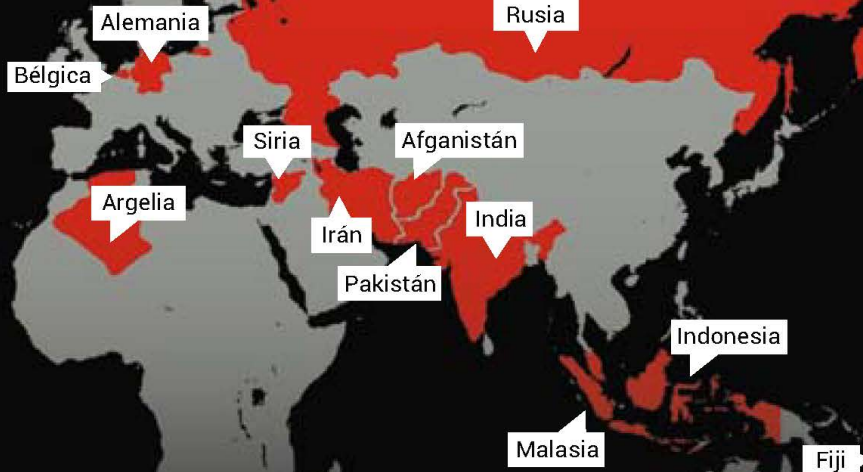 Rusia
Alemania
Bélgica
Siria
Afganistán
Argelia
Irán
India
Pakistán
Indonesia
Malasia
Fiji